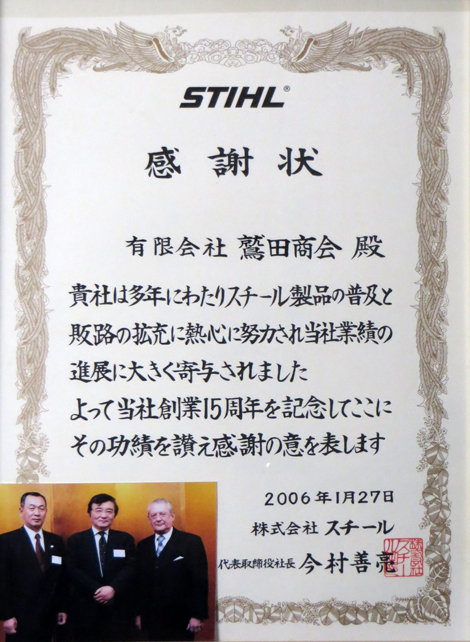 STIHL®
感謝状
有限会社 鷲田商会 殿
貴社は多年にわたりスチール製品の普及と
販路の拡充に熱心に努力され当社業績の
進展に大きく寄与されました
よって当社創業15周年を記念してここに
その功績を讃え感謝の意を表します
2006年1月27日
株式会社 スチール
代表取締役社長 今村善亮